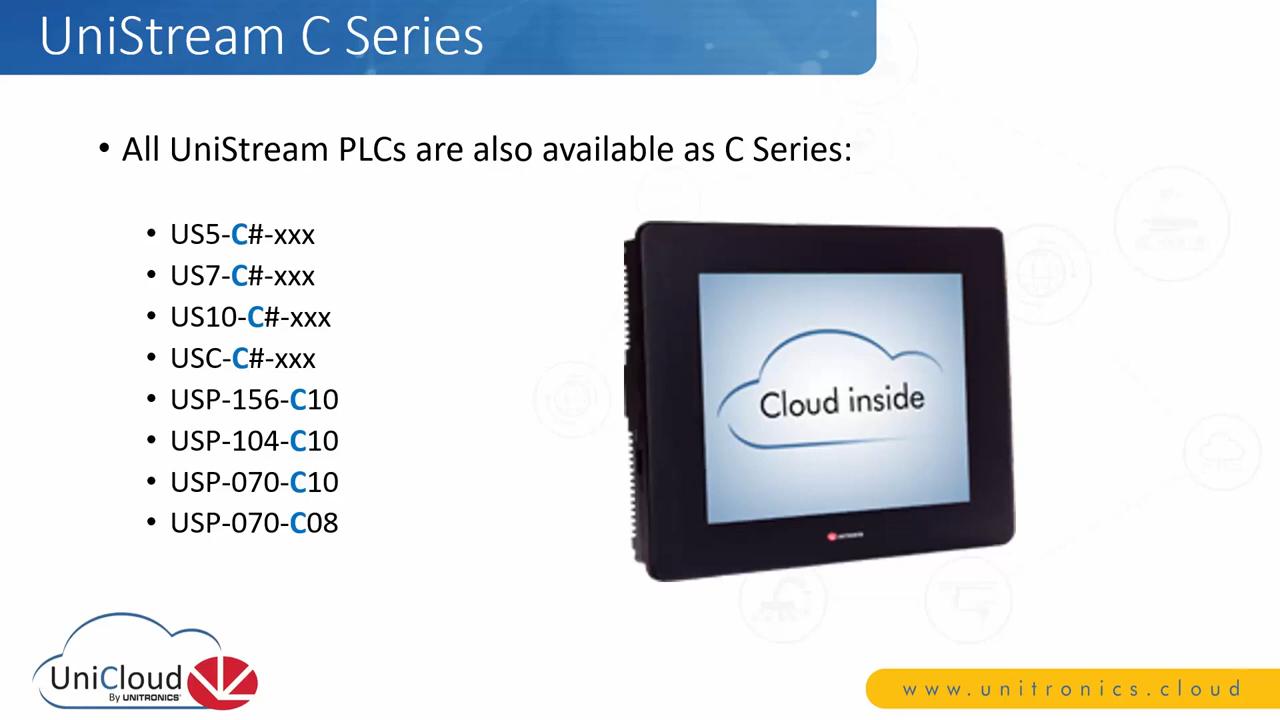 UniStream C Series
• All UniStream PLCs are also available as C Series:
• US5-C#-xxx
• US7-C#-xxx
• US10-C#-xxx
• USC-C#-xxx
• USP-156-C10
• USP-104-C10
• USP-070-C10
• USP-070-C08
Cloud inside
UNITRONICS
UniCloud
By UNITRONICS
www.unitronics.cloud